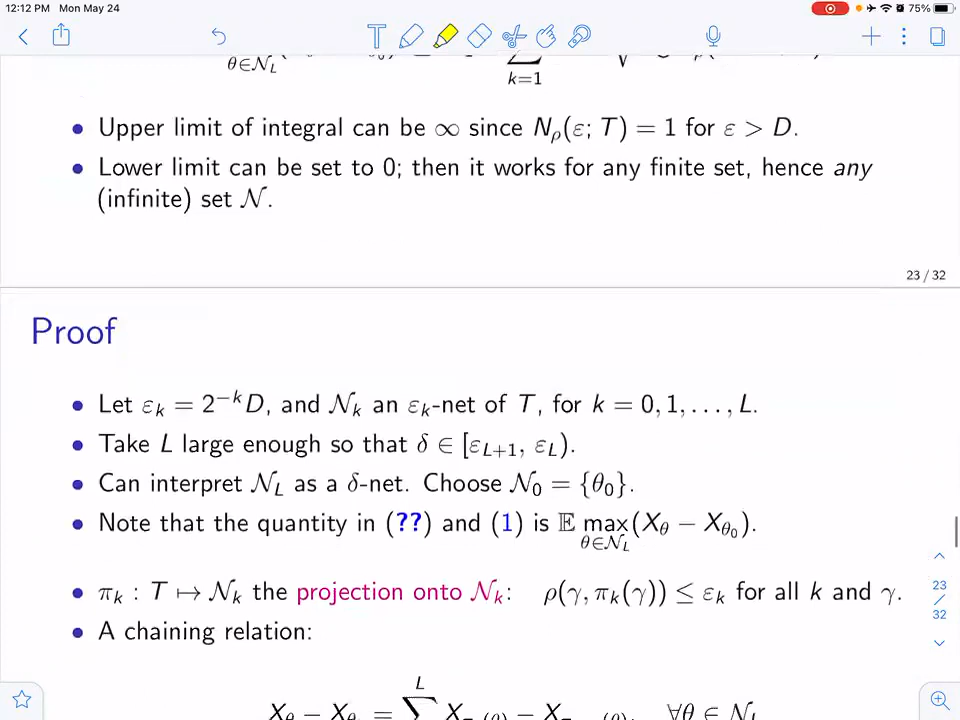 12:12 PM Mon May 24
75%
θ∈𝒩_L
k=1
• Upper limit of integral can be ∞ since N_ρ(ε; T) = 1 for ε > D.
• Lower limit can be set to 0; then it works for any finite set, hence any
(infinite) set 𝒩.
23 / 32
Proof
• Let ε_k = 2^{-k}D, and 𝒩_k an ε_k-net of T, for k = 0, 1, . . . , L.
• Take L large enough so that δ ∈ [ε_{L+1}, ε_L).
• Can interpret 𝒩_L as a δ-net. Choose 𝒩_0 = {θ_0}.
• Note that the quantity in (??) and (1) is 𝔼 max_{θ∈𝒩_L}(X_θ − X_{θ_0}).
• π_k : T ↦ 𝒩_k the projection onto 𝒩_k: ρ(γ, π_k(γ)) ≤ ε_k for all k and γ.
• A chaining relation:
23
/
32
L